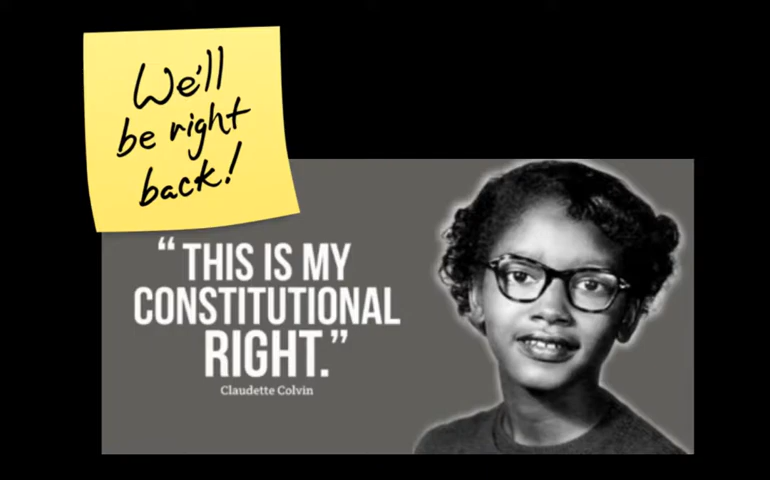 We'll
be right
back!
“THIS IS MY
CONSTITUTIONAL
RIGHT.”
Claudette Colvin